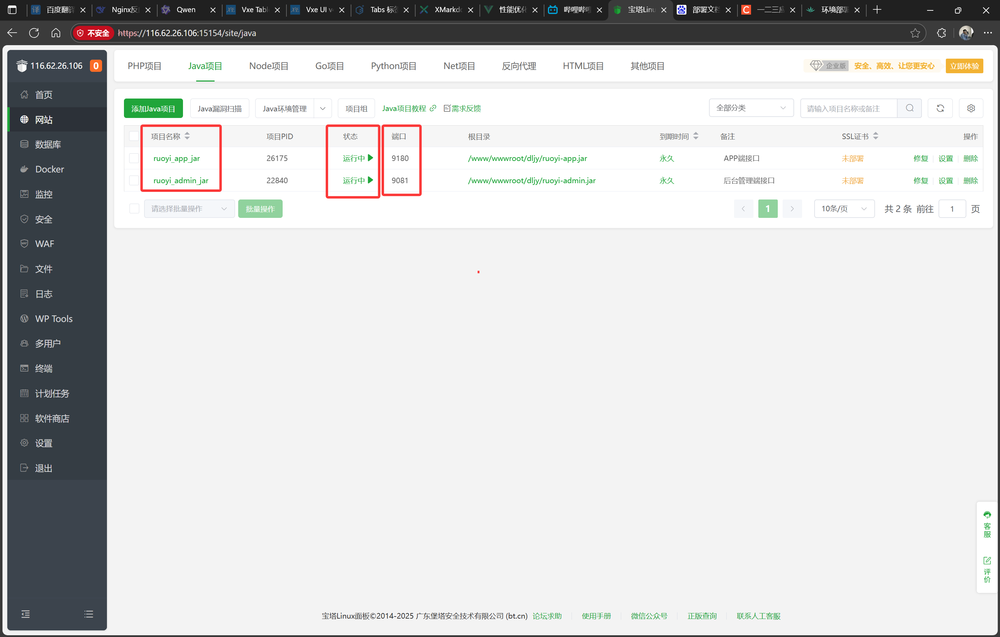 百度翻译
Nginx反
Qwen
Vxe Tabl
Vxe UI v4
Tabs 标签
XMarkdo
性能优化
哔哩哔哩
宝塔Linu
部署文档
一二三应
环境部署
不安全 https://116.62.26.106:15154/site/java
116.62.26.106 0
首页
网站
数据库
Docker
监控
安全
WAF
文件
日志
WP Tools
多用户
终端
计划任务
软件商店
设置
退出
PHP项目 Java项目 Node项目 Go项目 Python项目 Net项目 反向代理 HTML项目 其他项目
企业版 安全、高效、让您更安心 立即体验
添加Java项目 Java漏洞扫描 Java环境管理 项目组 Java项目教程 需求反馈
全部分类 请输入项目名称或备注
项目名称 项目PID 状态 端口 根目录 到期时间 备注 SSL证书 操作
ruoyi_app_jar 26175 运行中 9180 /www/wwwroot/dljy/ruoyi-app.jar 永久 APP端接口 未部署 修复 设置 删除
ruoyi_admin_jar 22840 运行中 9081 /www/wwwroot/dljy/ruoyi-admin.jar 永久 后台管理端接口 未部署 修复 设置 删除
请选择批量操作 批量操作
1 10条/页 共 2 条 前往 1 页
客服
评价
宝塔Linux面板©2014-2025 广东堡塔安全技术有限公司 (bt.cn) 论坛求助 使用手册 微信公众号 正版查询 联系人工客服